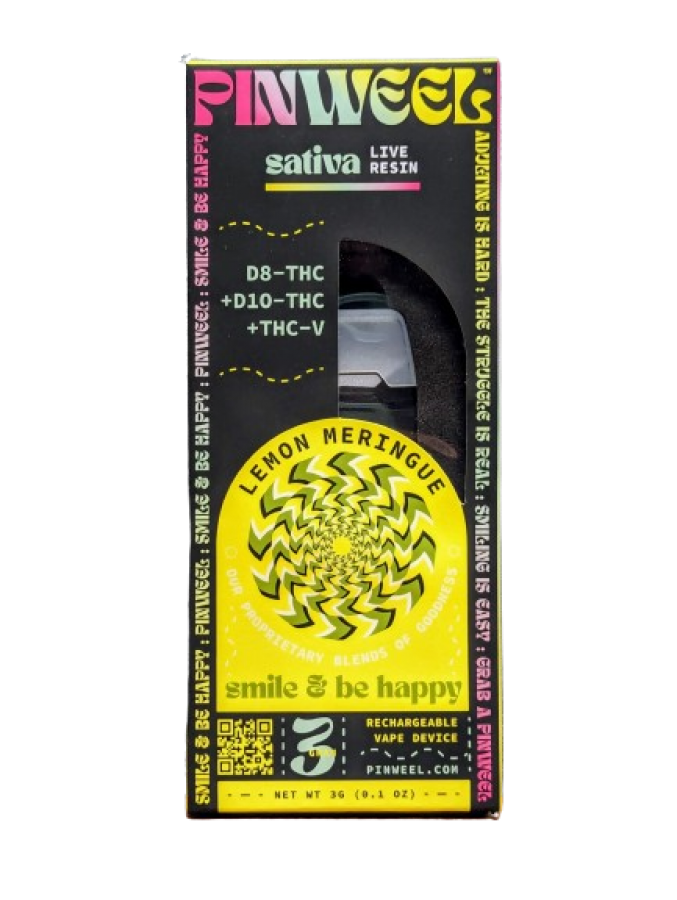 PINWEEL™
sativa LIVE RESIN
D8-THC
+D10-THC
+THC-V
LEMON MERINGUE
OUR PROPRIETARY BLENDS OF GOODNESS
smile & be happy
3
GRAMS
RECHARGEABLE
VAPE DEVICE
PINWEEL.COM
NET WT 3G (0.1 OZ)
SMILE & BE HAPPY : PINWEEL : SMILE & BE HAPPY : PINWEEL : SMILE & BE HAPPY
ADULTING IS HARD : THE STRUGGLE IS REAL : SMILING IS EASY : GRAB A PINWEEL